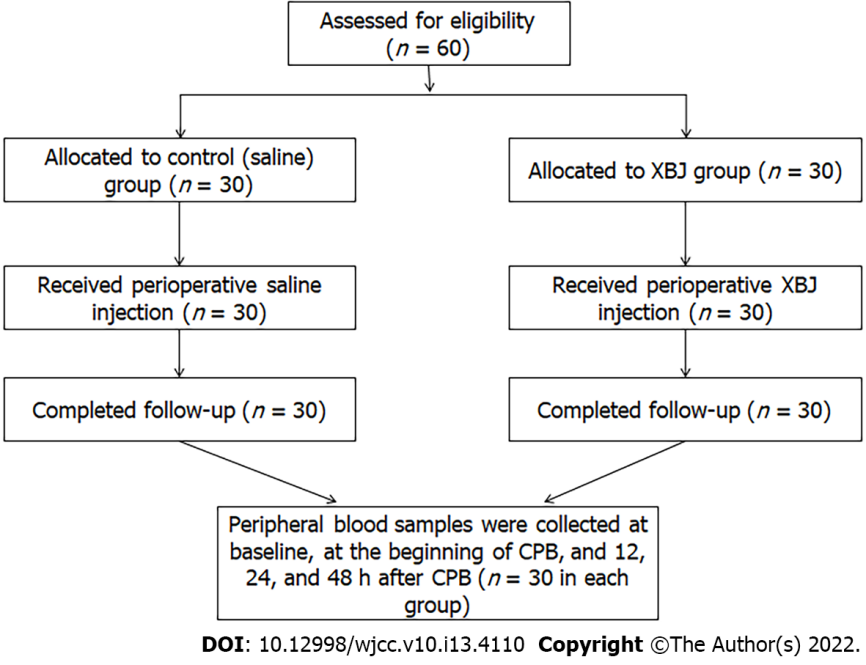 Assessed for eligibility
(n = 60)
Allocated to control (saline)
group (n = 30)
Allocated to XBJ group (n = 30)
Received perioperative saline
injection (n = 30)
Received perioperative XBJ
injection (n = 30)
Completed follow-up (n = 30)
Completed follow-up (n = 30)
Peripheral blood samples were collected at
baseline, at the beginning of CPB, and 12,
24, and 48 h after CPB (n = 30 in each
group)
DOI: 10.12998/wjcc.v10.i13.4110 Copyright ©The Author(s) 2022.